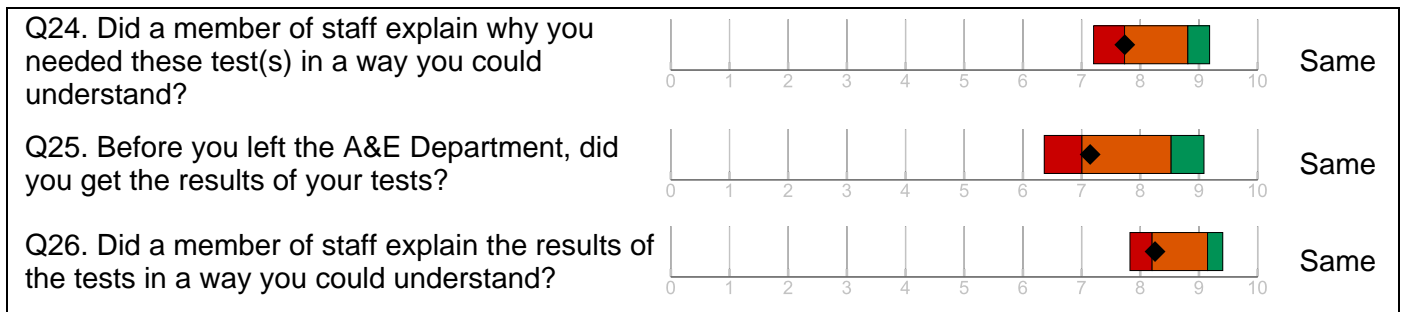 Q24. Did a member of staff explain why you
needed these test(s) in a way you could
understand?
0 1 2 3 4 5 6 7 8 9 10
Same
Q25. Before you left the A&E Department, did
you get the results of your tests?
0 1 2 3 4 5 6 7 8 9 10
Same
Q26. Did a member of staff explain the results of
the tests in a way you could understand?
0 1 2 3 4 5 6 7 8 9 10
Same